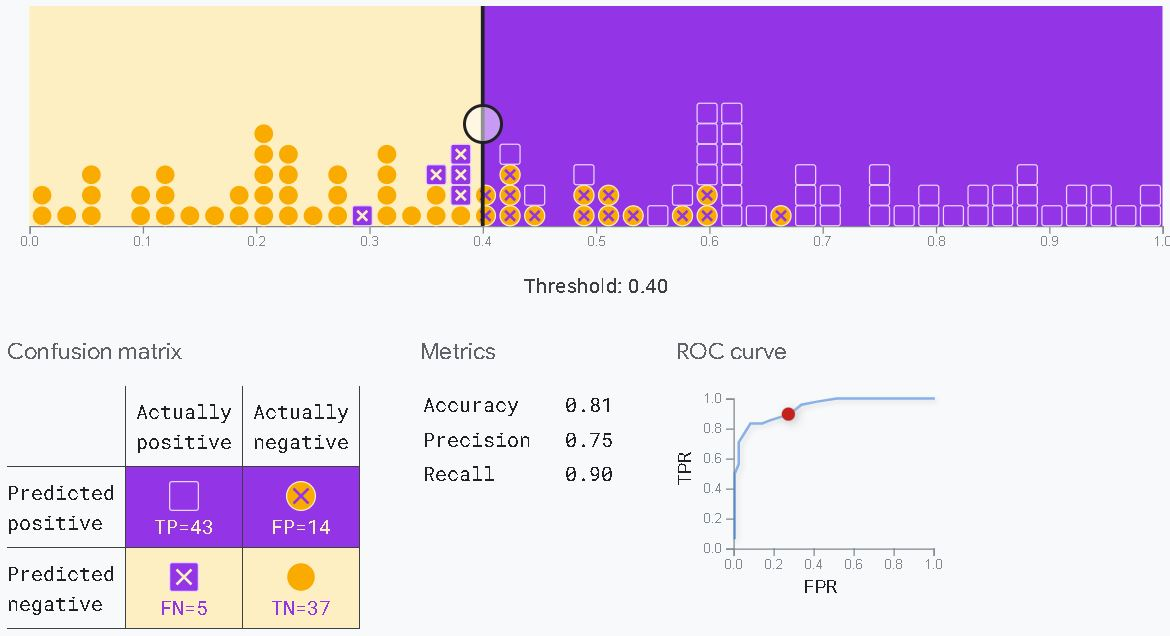 0.0 0.1 0.2 0.3 0.4 0.5 0.6 0.7 0.8 0.9 1.0
Threshold: 0.40
Confusion matrix
Actually positive
Actually negative
Predicted positive
TP=43
FP=14
Predicted negative
FN=5
TN=37
Metrics
Accuracy 0.81
Precision 0.75
Recall 0.90
ROC curve
TPR
1.0
0.8
0.6
0.4
0.2
0.0
0.0 0.2 0.4 0.6 0.8 1.0
FPR